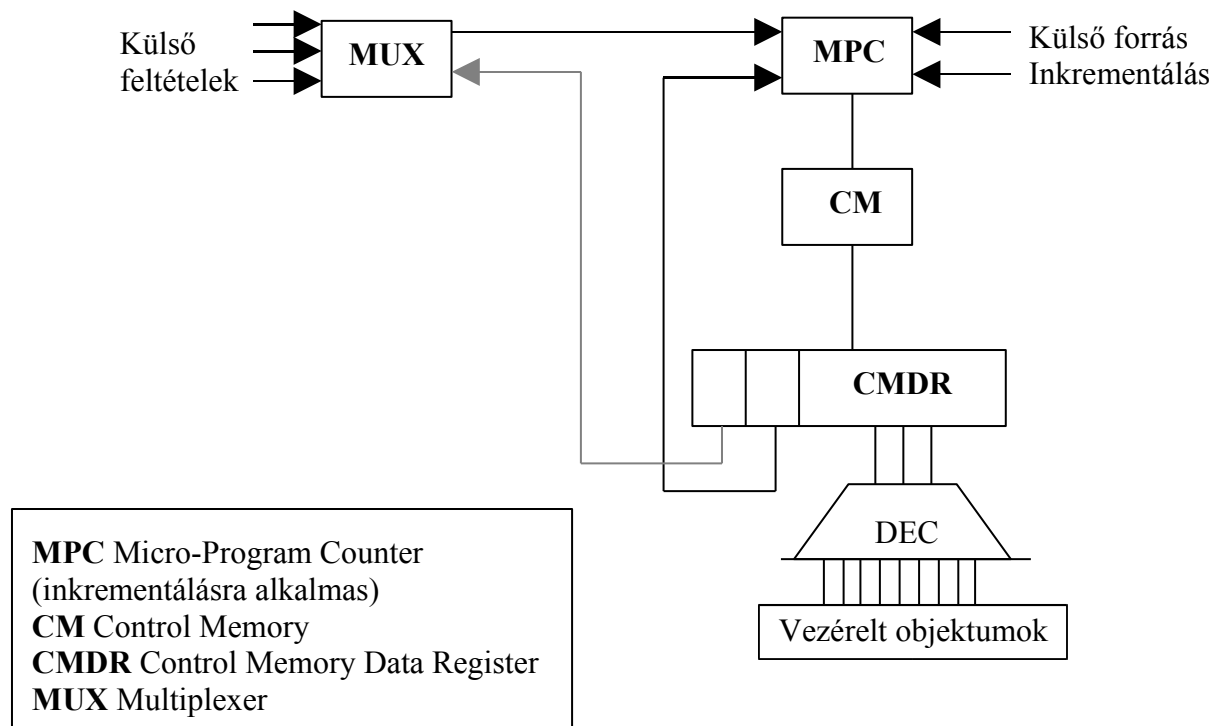 Külső
feltételek
MUX
MPC
Külső forrás
Inkrementálás
CM
CMDR
DEC
Vezérelt objektumok
MPC Micro-Program Counter
(inkrementálásra alkalmas)
CM Control Memory
CMDR Control Memory Data Register
MUX Multiplexer